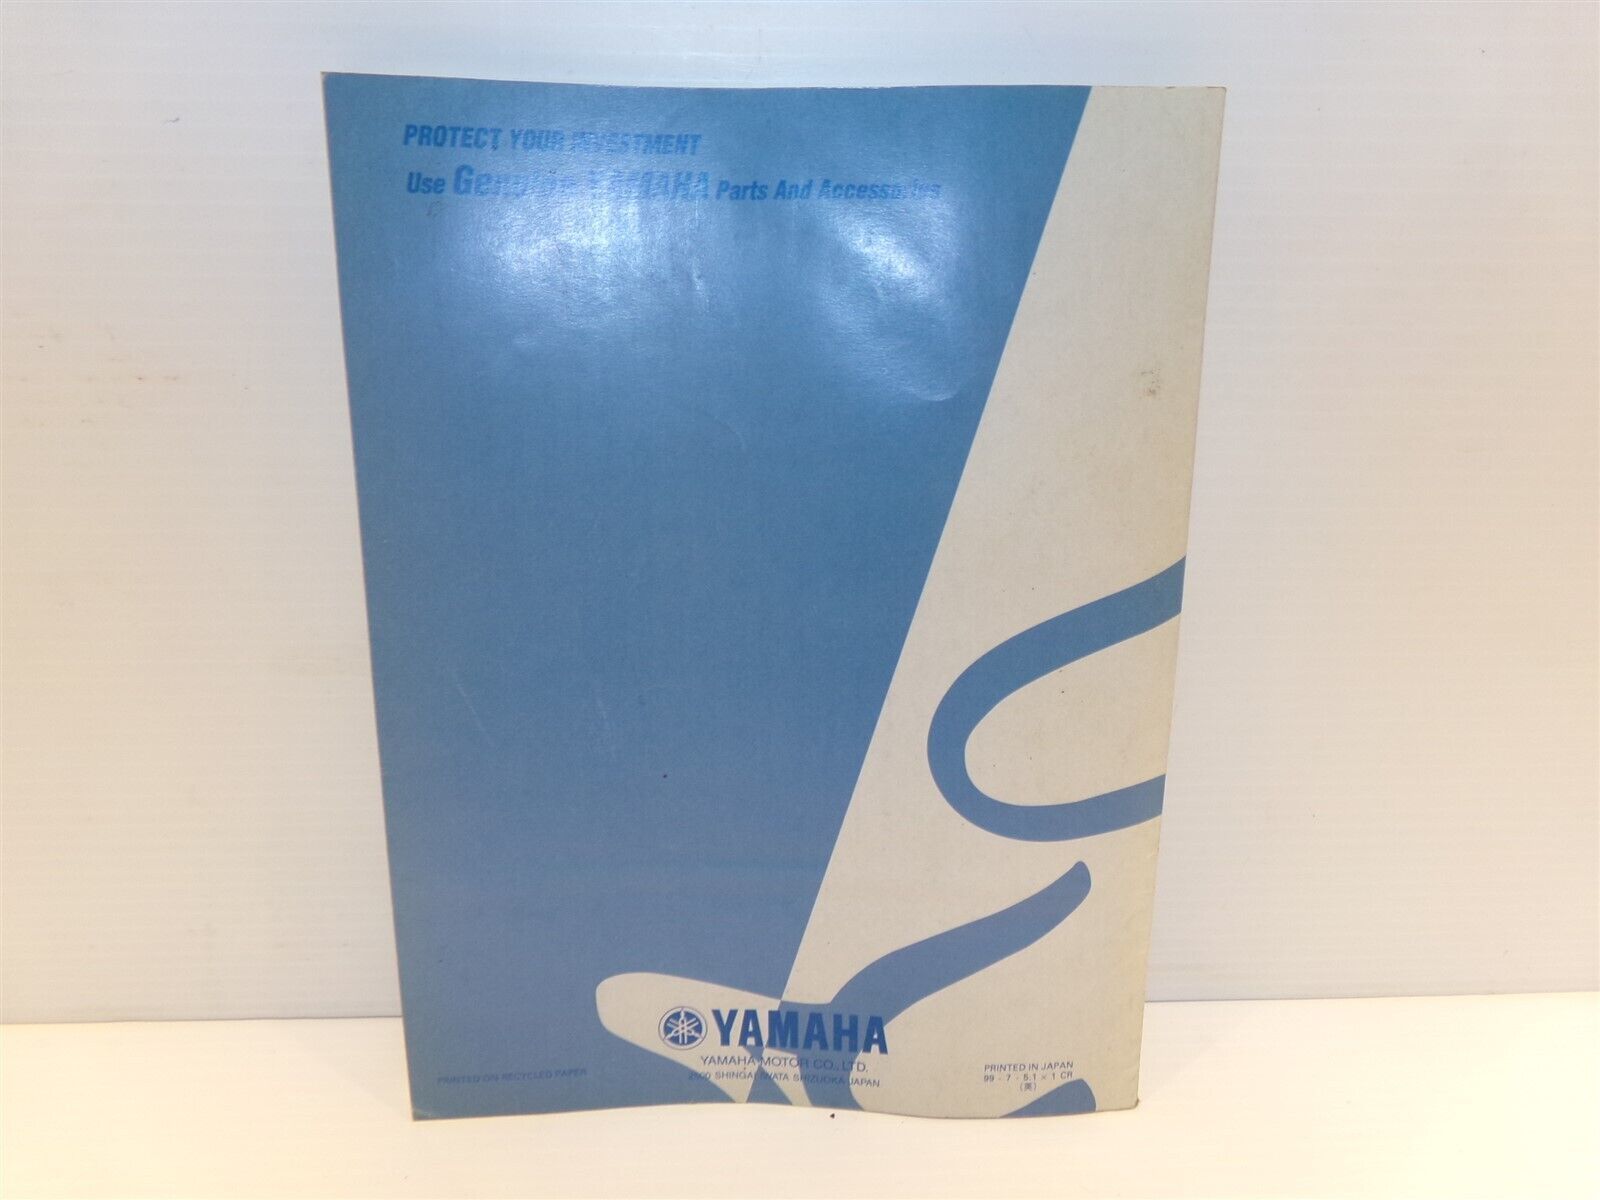 PROTECT YOUR INVESTMENT
Use Genuine YAMAHA Parts And Accessories
YAMAHA
YAMAHA MOTOR CO., LTD.
2500 SHINGAI IWATA SHIZUOKA JAPAN
PRINTED ON RECYCLED PAPER
PRINTED IN JAPAN
99 - 7 - 5.1 × 1 CR
(英)